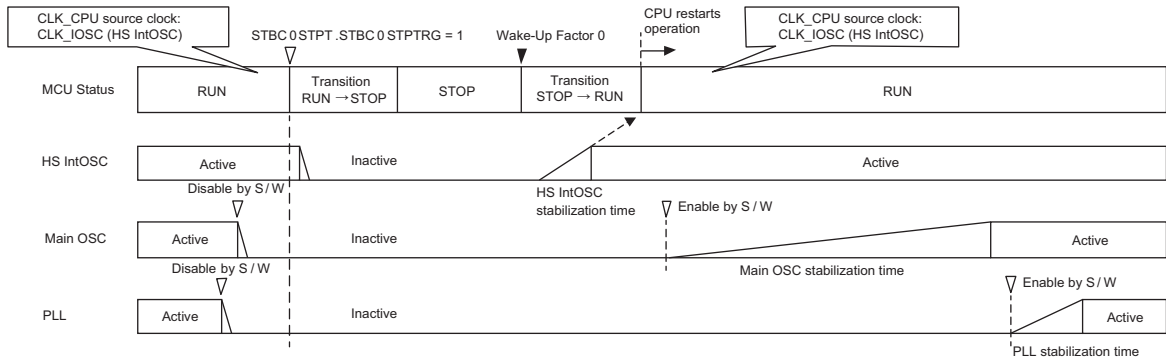 CLK_CPU source clock:
CLK_IOSC (HS IntOSC)
STBC0STPT.STBC0STPTRG = 1
Wake-Up Factor 0
CPU restarts
operation
CLK_CPU source clock:
CLK_IOSC (HS IntOSC)
MCU Status
RUN
Transition
RUN → STOP
STOP
Transition
STOP → RUN
RUN
HS IntOSC
Active
Inactive
Active
HS IntOSC
stabilization time
Disable by S/W
Enable by S/W
Main OSC
Active
Inactive
Active
Main OSC stabilization time
Disable by S/W
Enable by S/W
PLL
Active
Inactive
Active
PLL stabilization time